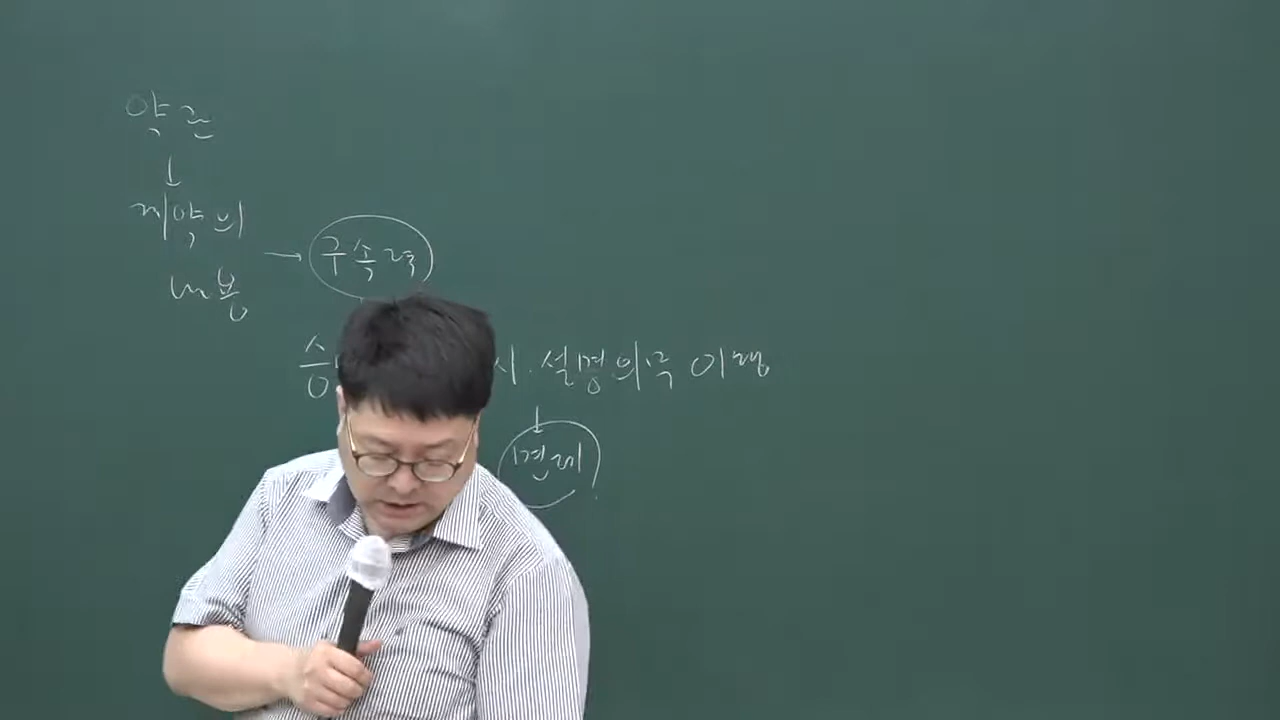 약관
↓
계약의 → 구속력
내용
시. 설명의무 이행
↓
면제